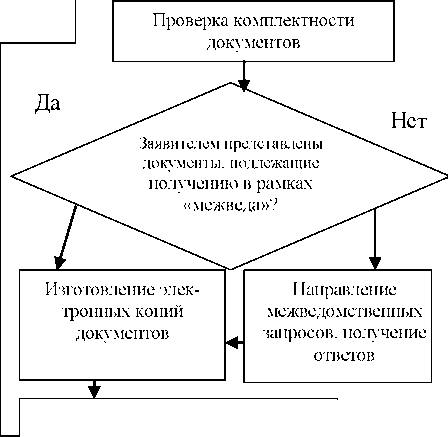 Проверка комплектности
документов
Да
Нет
Заявителем представлены
документы, подлежащие
получению в рамках
«межведа»?
Изготовление элек-
тронных копий
документов
Направление
межведомственных
запросов, получение
ответов